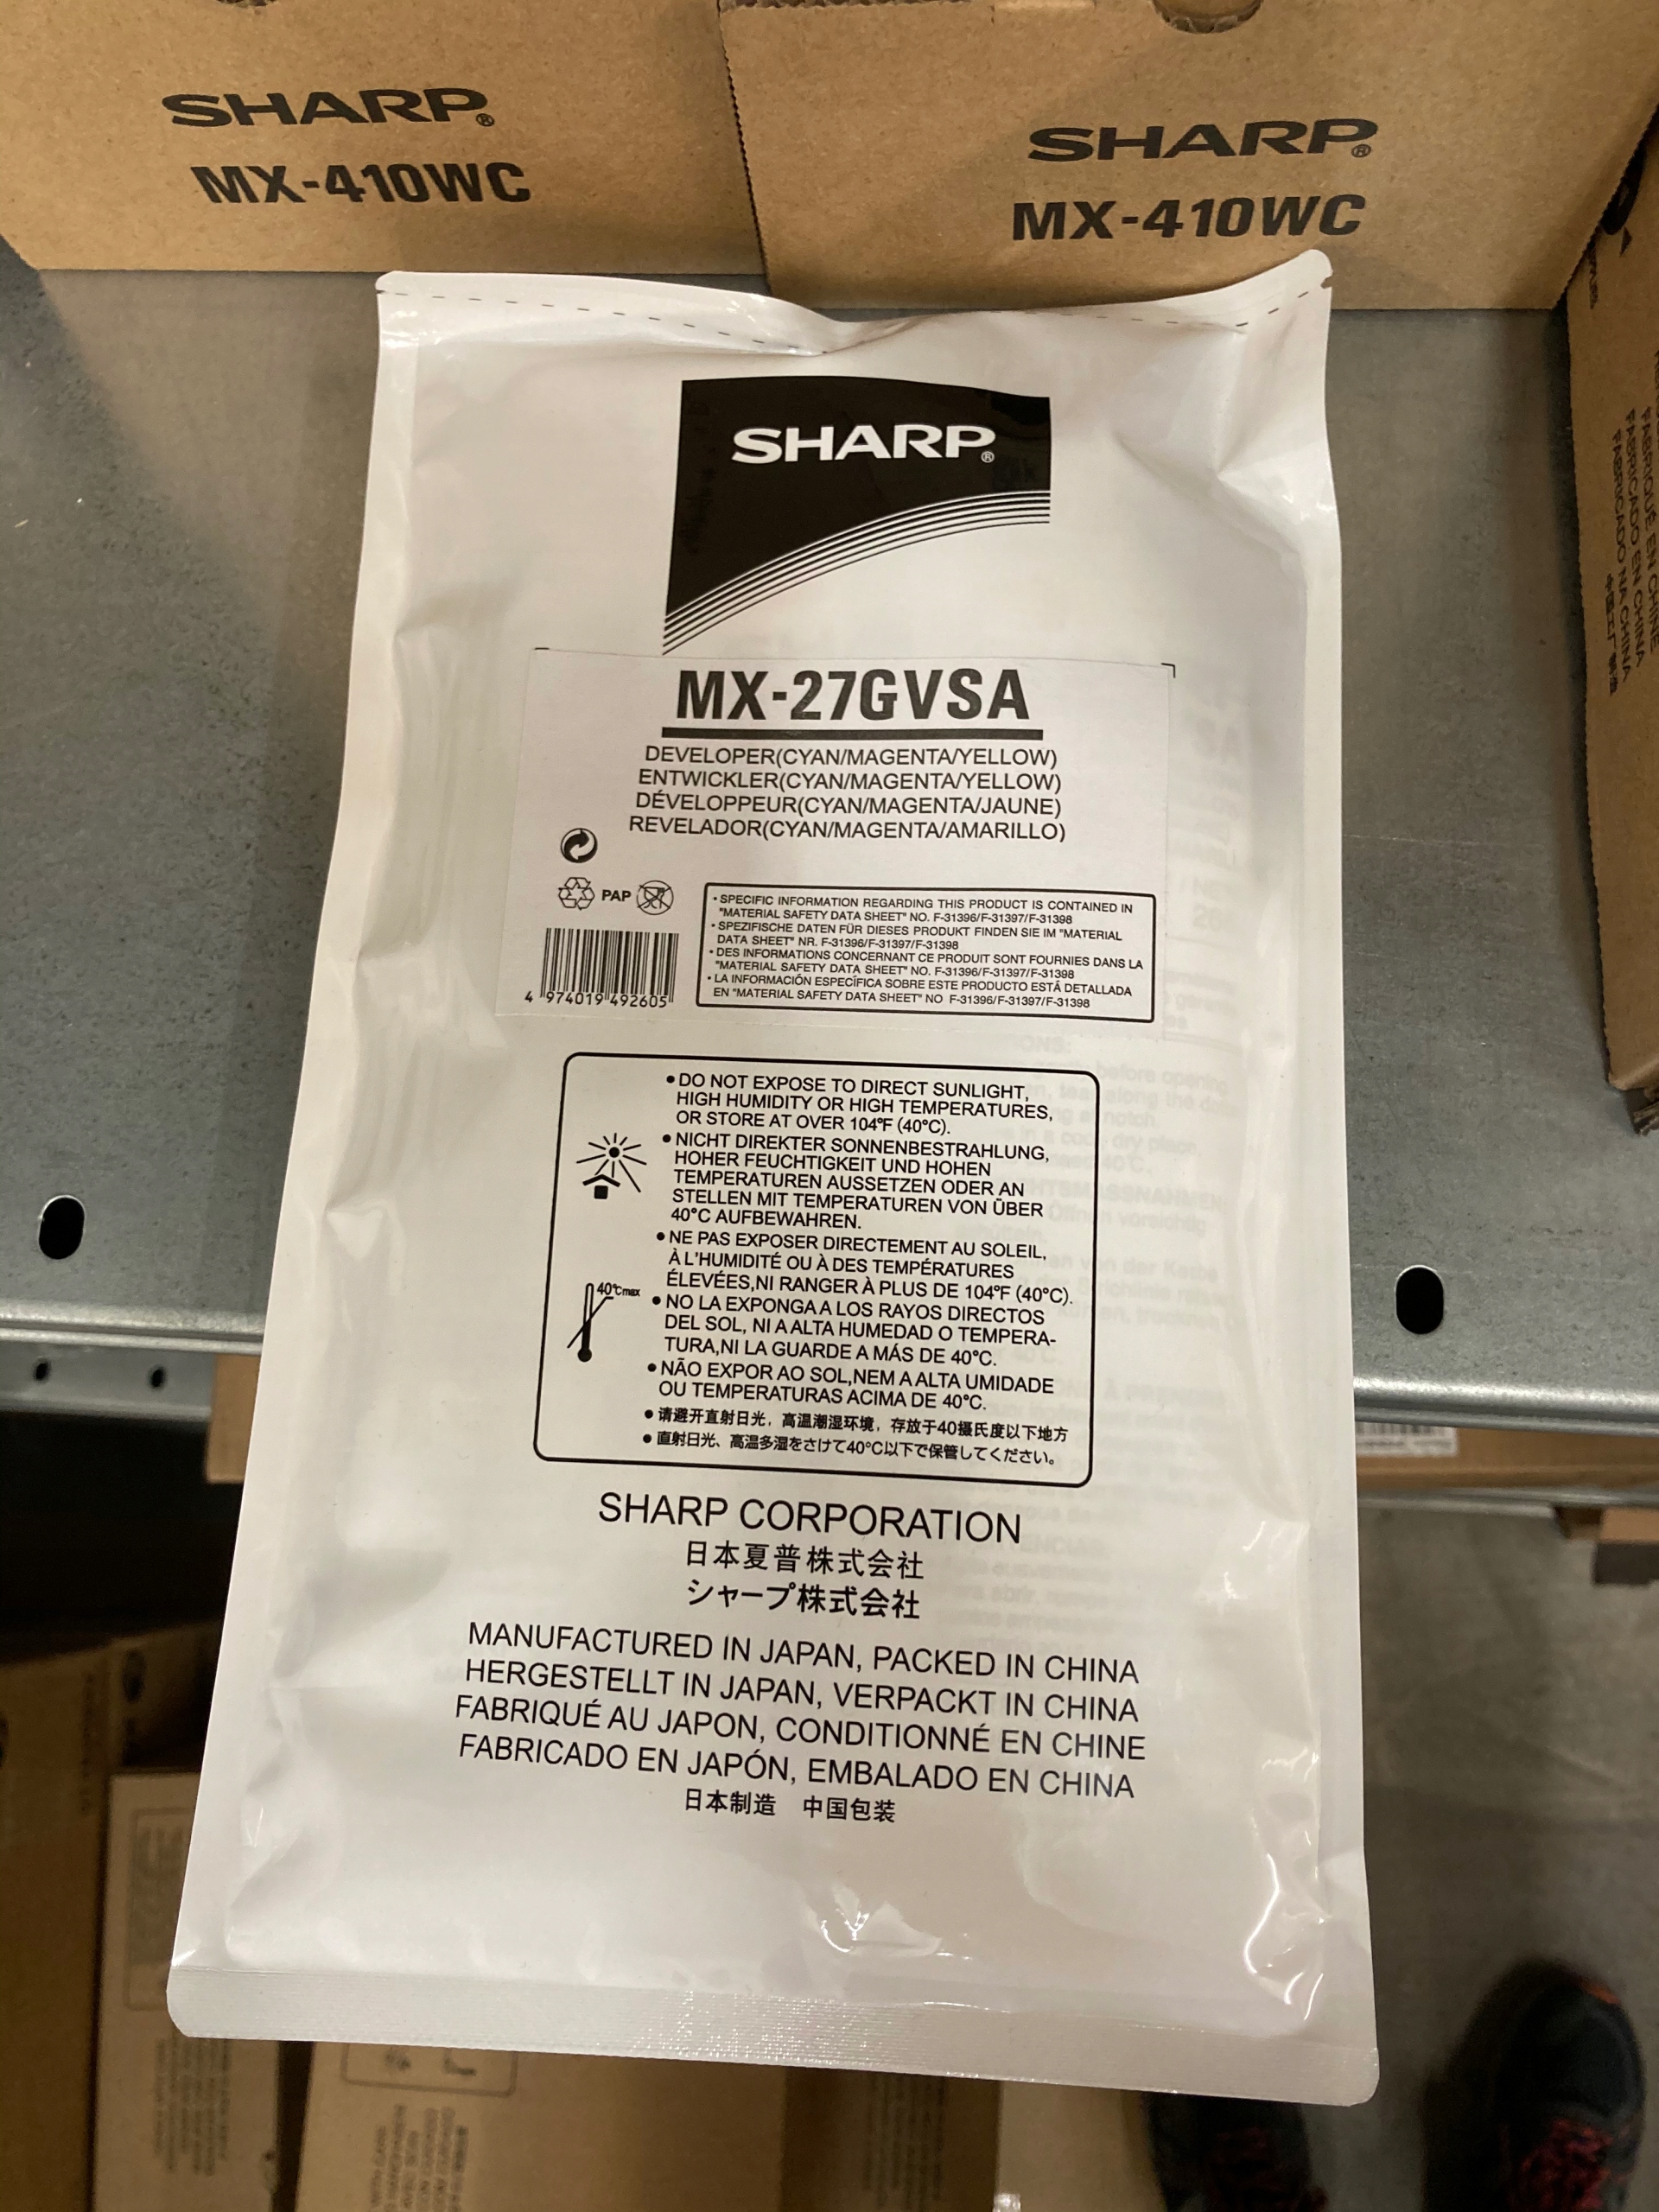 SHARP®
MX-410WC
SHARP®
MX-410WC
FABRIQUÉ EN CHINE
FABRICADO EN CHINA
FABRICADO NA CHINA
SHARP®
MX-27GVSA
DEVELOPER(CYAN/MAGENTA/YELLOW)
ENTWICKLER(CYAN/MAGENTA/YELLOW)
DÉVELOPPEUR(CYAN/MAGENTA/JAUNE)
REVELADOR(CYAN/MAGENTA/AMARILLO)
PAP
• SPECIFIC INFORMATION REGARDING THIS PRODUCT IS CONTAINED IN
"MATERIAL SAFETY DATA SHEET" NO. F-31396/F-31397/F-31398
• SPEZIFISCHE DATEN FÜR DIESES PRODUKT FINDEN SIE IM "MATERIAL
DATA SHEET" NR. F-31396/F-31397/F-31398
• DES INFORMATIONS CONCERNANT CE PRODUIT SONT FOURNIES DANS LA
"MATERIAL SAFETY DATA SHEET" NO. F-31396/F-31397/F-31398
• LA INFORMACIÓN ESPECÍFICA SOBRE ESTE PRODUCTO ESTÁ DETALLADA
EN "MATERIAL SAFETY DATA SHEET" NO F-31396/F-31397/F-31398
4 974019 492605
• DO NOT EXPOSE TO DIRECT SUNLIGHT,
HIGH HUMIDITY OR HIGH TEMPERATURES,
OR STORE AT OVER 104°F (40°C).
• NICHT DIREKTER SONNENBESTRAHLUNG,
HOHER FEUCHTIGKEIT UND HOHEN
TEMPERATUREN AUSSETZEN ODER AN
STELLEN MIT TEMPERATUREN VON ÜBER
40°C AUFBEWAHREN.
• NE PAS EXPOSER DIRECTEMENT AU SOLEIL,
À L'HUMIDITÉ OU À DES TEMPÉRATURES
ÉLEVÉES,NI RANGER À PLUS DE 104°F (40°C).
40°Cmax
• NO LA EXPONGA A LOS RAYOS DIRECTOS
DEL SOL, NI A ALTA HUMEDAD O TEMPERA-
TURA,NI LA GUARDE A MÁS DE 40°C.
• NÃO EXPOR AO SOL,NEM A ALTA UMIDADE
OU TEMPERATURAS ACIMA DE 40°C.
• 请避开直射日光，高温潮湿环境，存放于40摄氏度以下地方
• 直射日光、高温多湿をさけて40°C以下で保管してください。
SHARP CORPORATION
日本夏普株式会社
シャープ株式会社
MANUFACTURED IN JAPAN, PACKED IN CHINA
HERGESTELLT IN JAPAN, VERPACKT IN CHINA
FABRIQUÉ AU JAPON, CONDITIONNÉ EN CHINE
FABRICADO EN JAPÓN, EMBALADO EN CHINA
日本制造 中国包装